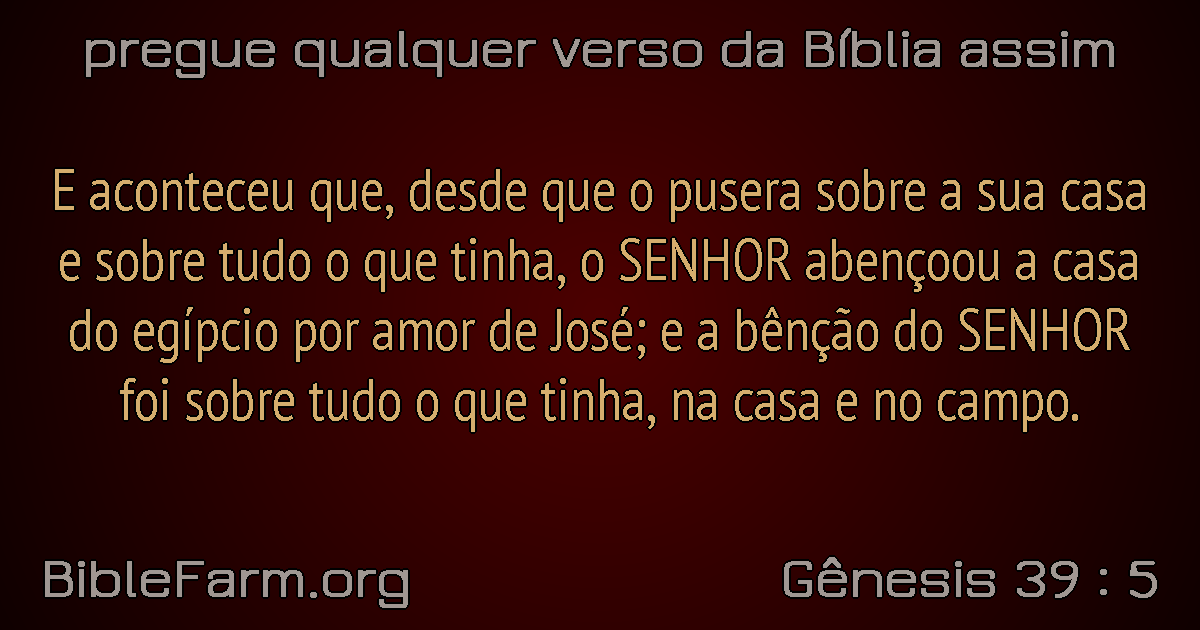 pregue qualquer verso da Bíblia assim
E aconteceu que, desde que o pusera sobre a sua casa
e sobre tudo o que tinha, o SENHOR abençoou a casa
do egípcio por amor de José; e a bênção do SENHOR
foi sobre tudo o que tinha, na casa e no campo.
BibleFarm.org
Gênesis 39 : 5